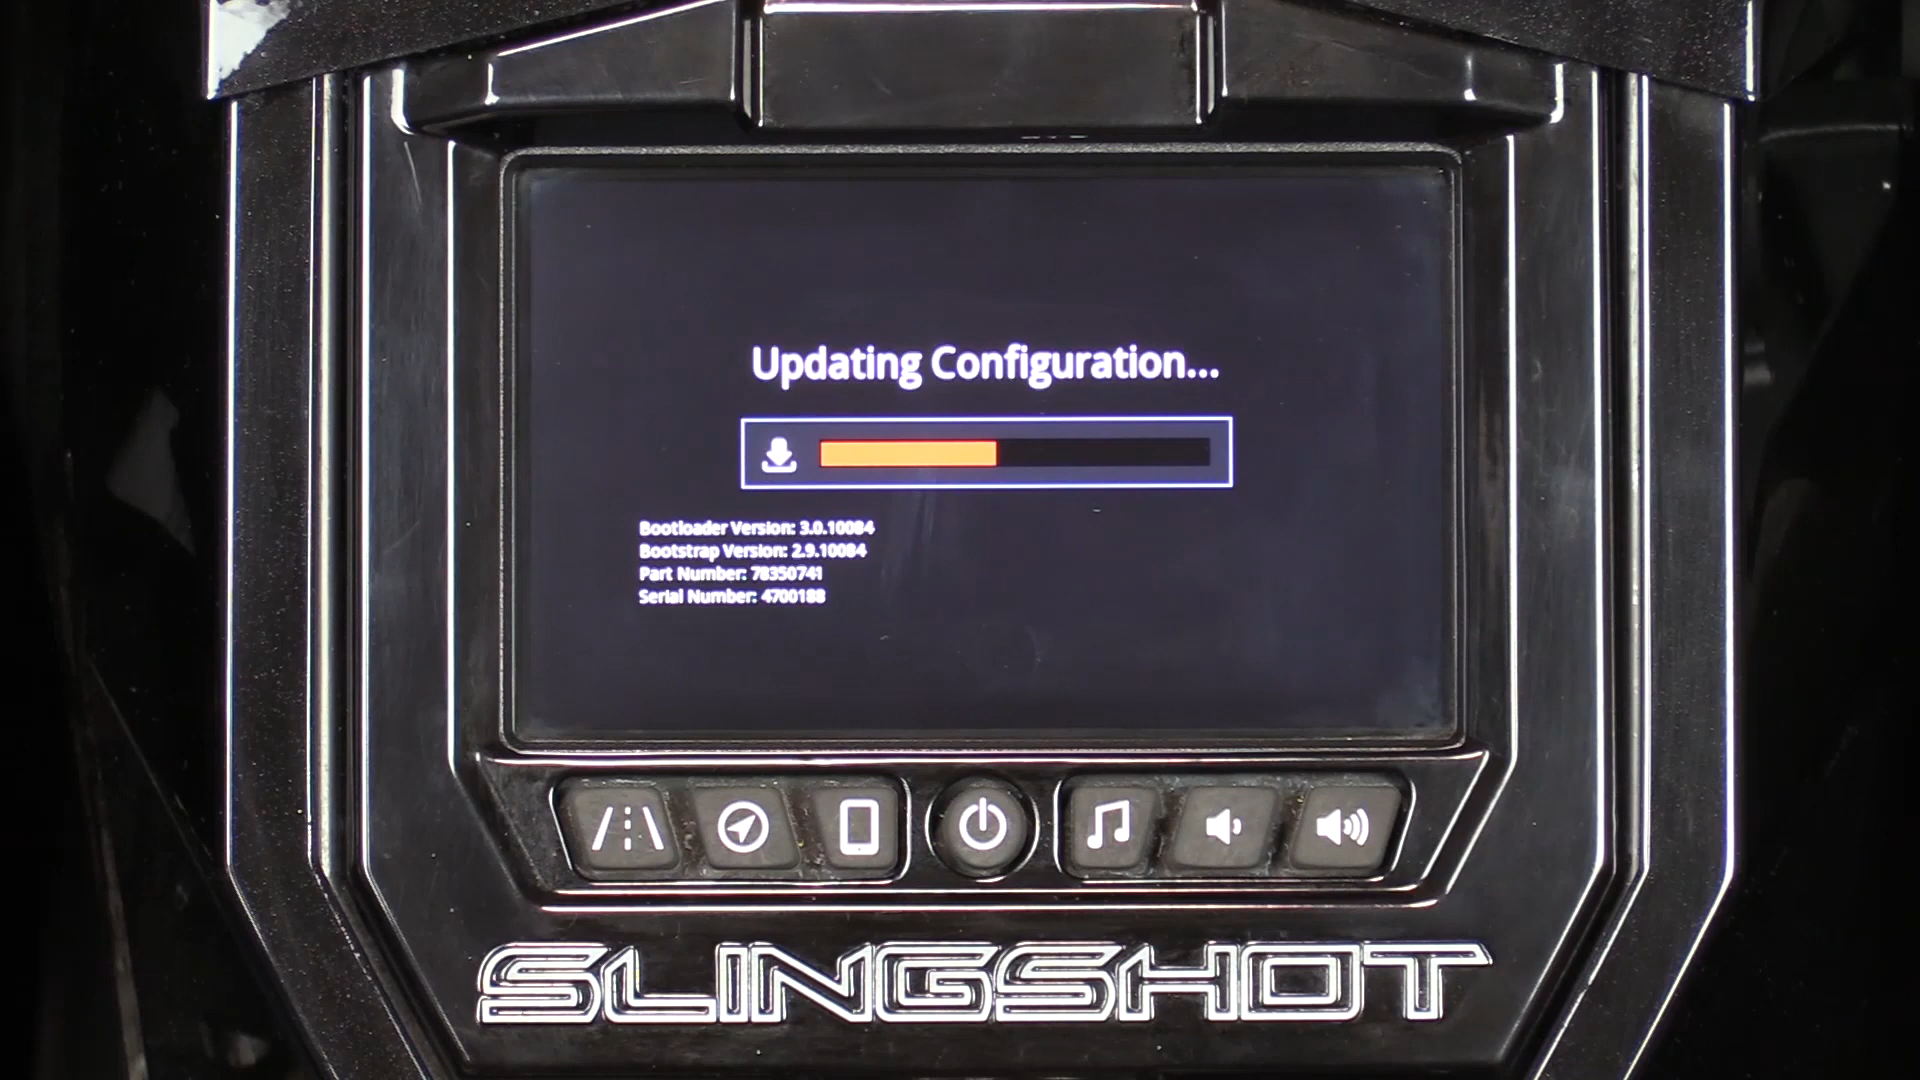 Updating Configuration...
Bootloader Version: 3.0.10084
Bootstrap Version: 2.9.10084
Part Number: 78350741
Serial Number: 4700188
SLINGSHOT